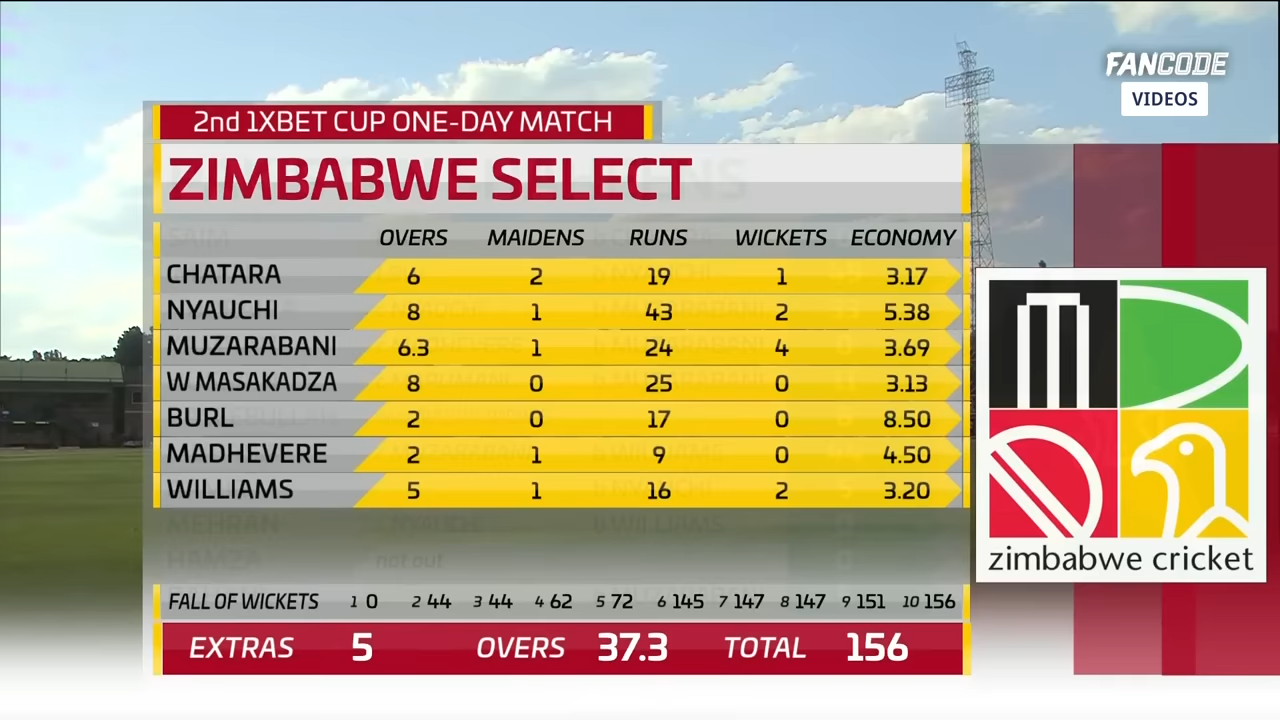 FANCODE
VIDEOS
2nd 1XBET CUP ONE-DAY MATCH
ZIMBABWE SELECT
OVERS MAIDENS RUNS WICKETS ECONOMY
CHATARA 6 2 19 1 3.17
NYAUCHI 8 1 43 2 5.38
MUZARABANI 6.3 1 24 4 3.69
W MASAKADZA 8 0 25 0 3.13
BURL 2 0 17 0 8.50
MADHEVERE 2 1 9 0 4.50
WILLIAMS 5 1 16 2 3.20
MEHRAN b WILLIAMS
HAMZA not out
zimbabwe cricket
FALL OF WICKETS 1 0 2 44 3 44 4 62 5 72 6 145 7 147 8 147 9 151 10 156
EXTRAS 5 OVERS 37.3 TOTAL 156